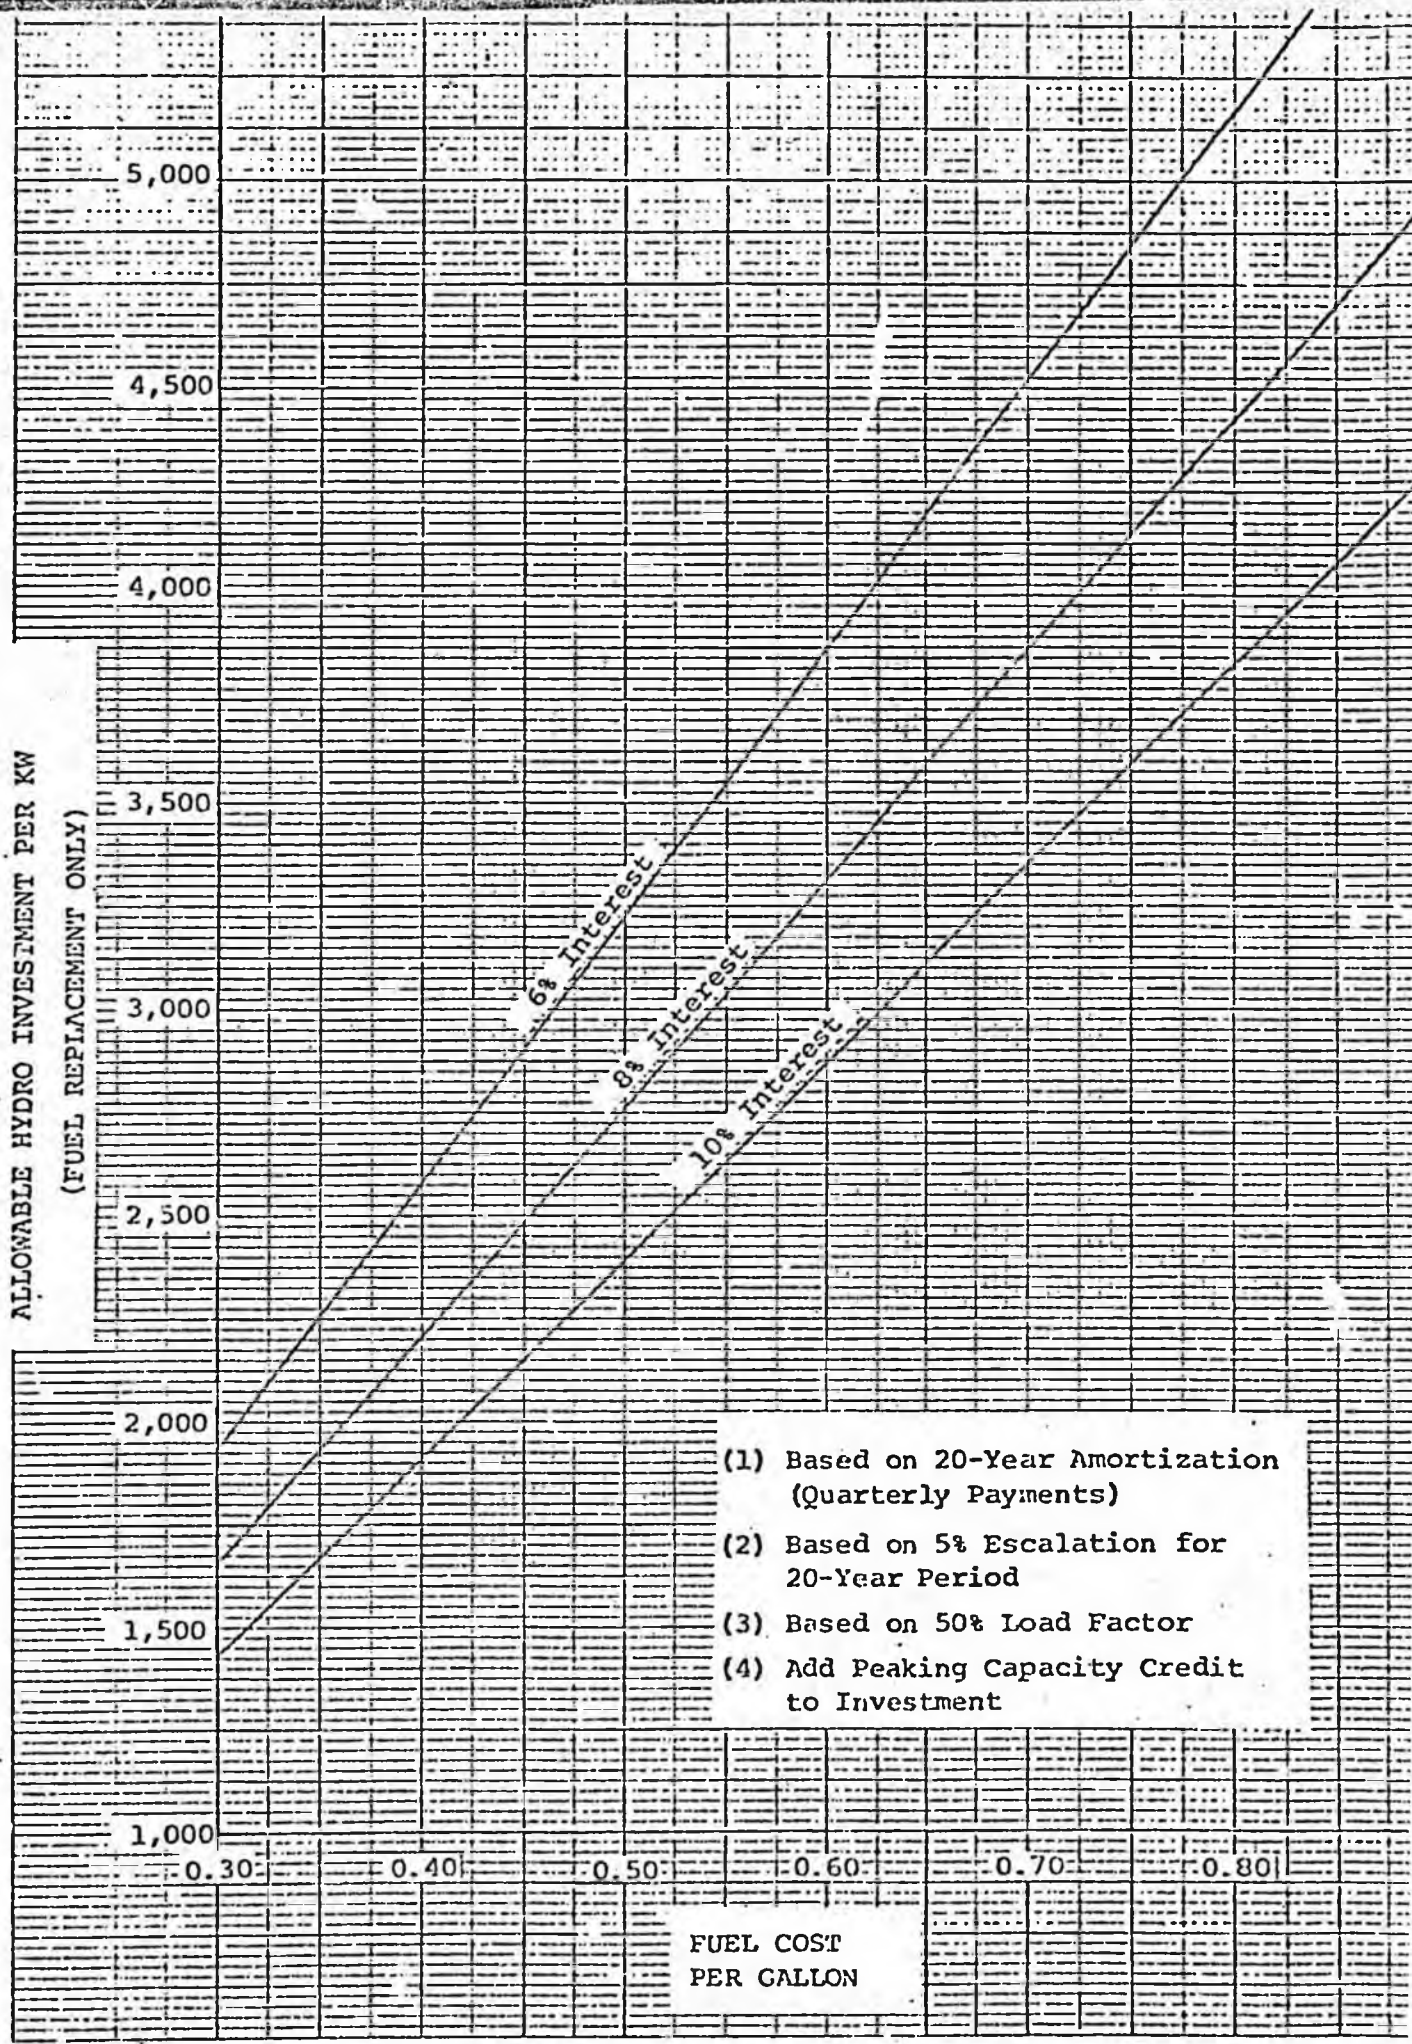 5,000
4,500
4,000
3,500
3,000
2,500
2,000
1,500
1,000
ALLOWABLE HYDRO INVESTMENT PER KW
(FUEL REPLACEMENT ONLY)
6% Interest
8% Interest
10% Interest
(1) Based on 20-Year Amortization
(Quarterly Payments)
(2) Based on 5% Escalation for
20-Year Period
(3) Based on 50% Load Factor
(4) Add Peaking Capacity Credit
to Investment
0.30 0.40 0.50 0.60 0.70 0.80
FUEL COST
PER GALLON